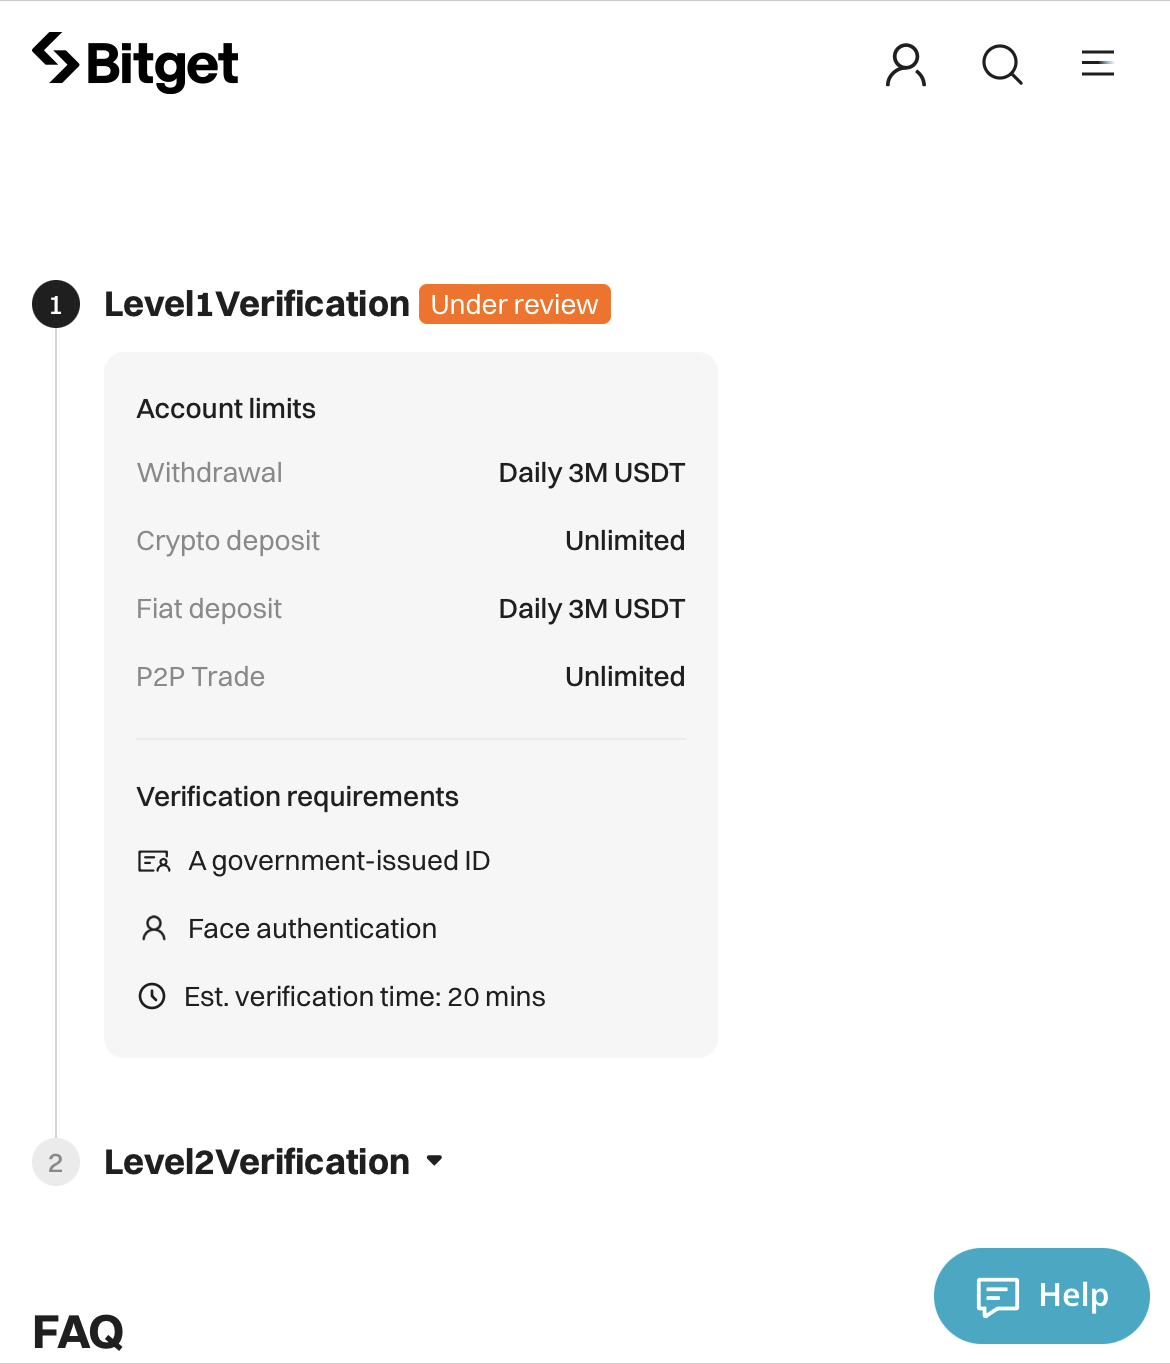 Bitget
1
Level1Verification Under review
Account limits
Withdrawal Daily 3M USDT
Crypto deposit Unlimited
Fiat deposit Daily 3M USDT
P2P Trade Unlimited
Verification requirements
A government-issued ID
Face authentication
Est. verification time: 20 mins
2
Level2Verification
Help
FAQ